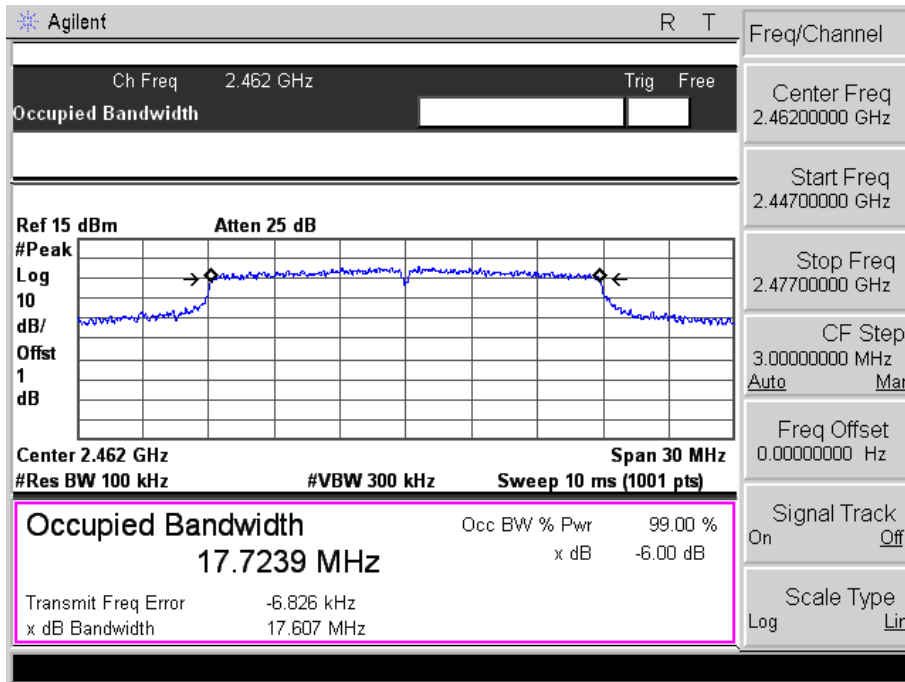 Agilent R T
Ch Freq 2.462 GHz Trig Free
Occupied Bandwidth
Ref 15 dBm Atten 25 dB
#Peak
Log
10
dB/
Offst
1
dB
Center 2.462 GHz Span 30 MHz
#Res BW 100 kHz #VBW 300 kHz Sweep 10 ms (1001 pts)
Occupied Bandwidth Occ BW % Pwr 99.00 %
17.7239 MHz x dB -6.00 dB
Transmit Freq Error -6.826 kHz
x dB Bandwidth 17.607 MHz
Freq/Channel
Center Freq
2.46200000 GHz
Start Freq
2.44700000 GHz
Stop Freq
2.47700000 GHz
CF Step
3.00000000 MHz
Auto Mar
Freq Offset
0.00000000 Hz
Signal Track
On Off
Scale Type
Log Lin